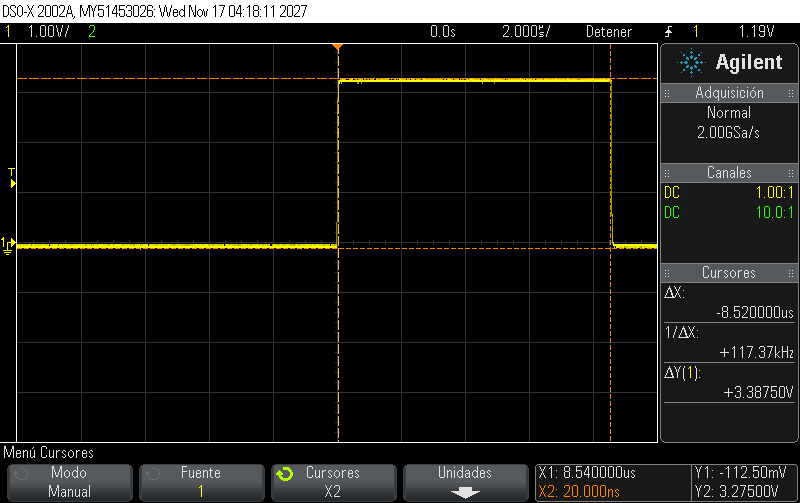 DSO-X 2002A, MY51453026: Wed Nov 17 04:18:11 2027
1 1.00V/ 2 0.0s 2.000㎲/ Detener 1 1.19V
Agilent
Adquisición
Normal
2.00GSa/s
Canales
DC 1.00:1
DC 10.0:1
Cursores
ΔX:
-8.520000us
1/ΔX:
+117.37kHz
ΔY(1):
+3.38750V
T
1
Menú Cursores
Modo
Manual
Fuente
1
Cursores
X2
Unidades
X1: 8.540000us
X2: 20.000ns
Y1: -112.50mV
Y2: 3.27500V